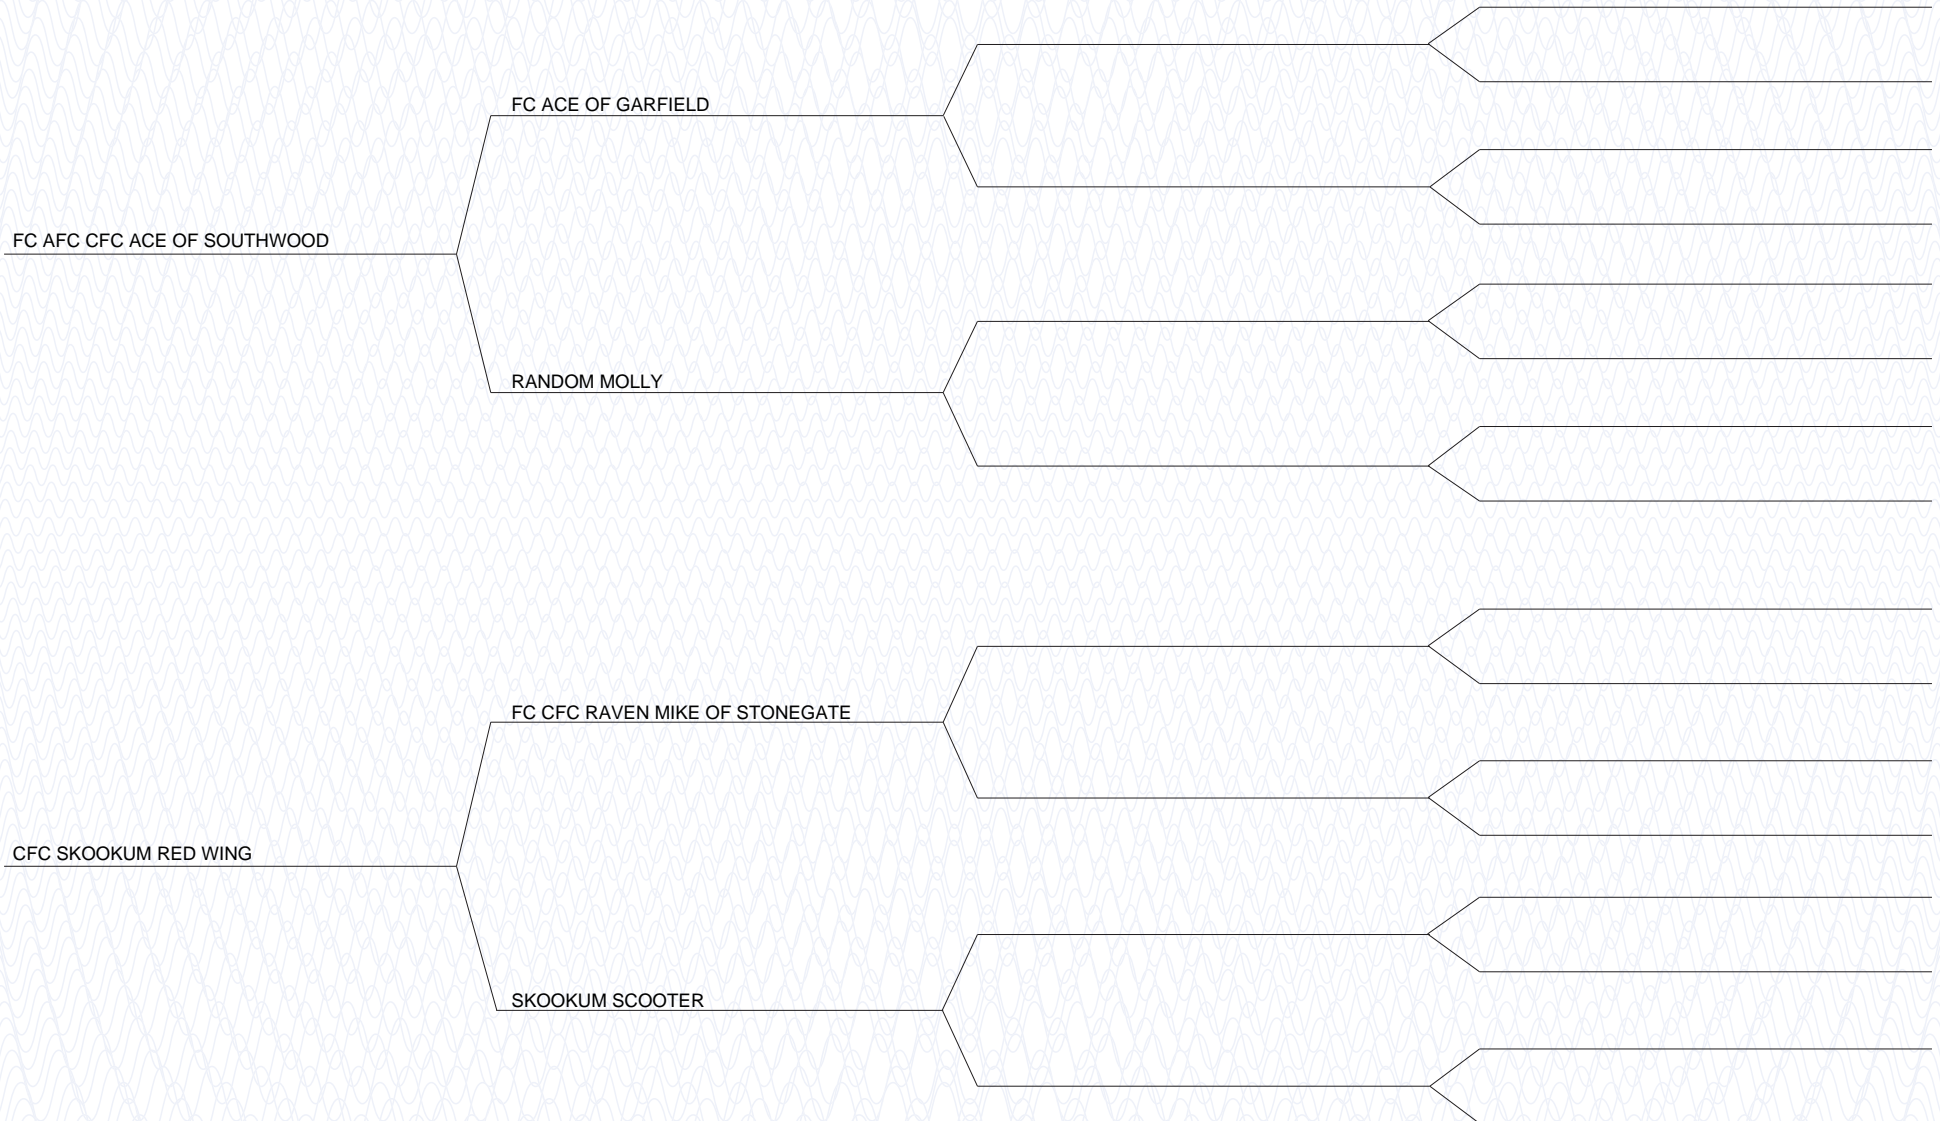 FC ACE OF GARFIELD
FC AFC CFC ACE OF SOUTHWOOD
RANDOM MOLLY
FC CFC RAVEN MIKE OF STONEGATE
CFC SKOOKUM RED WING
SKOOKUM SCOOTER